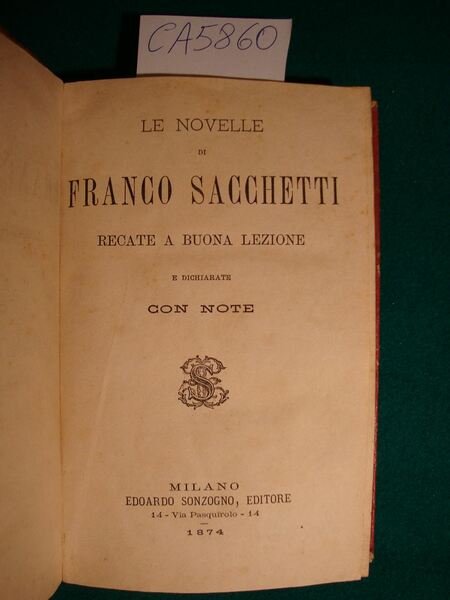 CA5860
LE NOVELLE
DI
FRANCO SACCHETTI
RECATE A BUONA LEZIONE
E DICHIARATE
CON NOTE
MILANO
EDOARDO SONZOGNO, EDITORE
14 - Via Pasquirolo - 14
1874